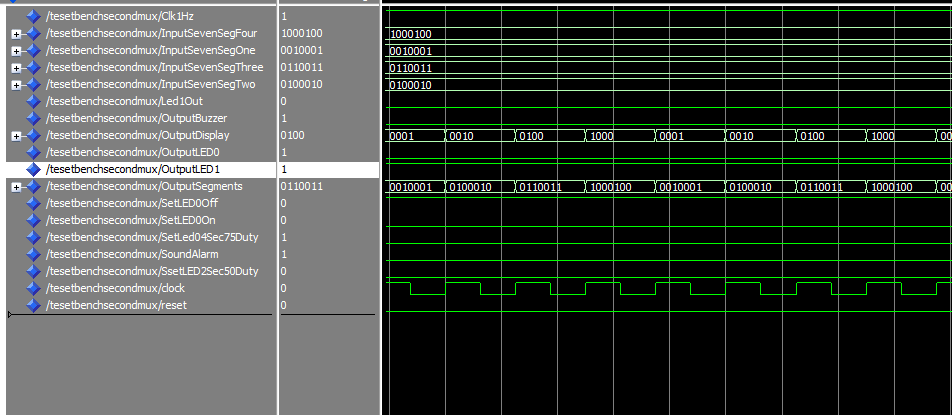 /tesetbenchsecondmux/Clk1Hz 1
/tesetbenchsecondmux/InputSevenSegFour 1000100 1000100
/tesetbenchsecondmux/InputSevenSegOne 0010001 0010001
/tesetbenchsecondmux/InputSevenSegThree 0110011 0110011
/tesetbenchsecondmux/InputSevenSegTwo 0100010 0100010
/tesetbenchsecondmux/Led1Out 0
/tesetbenchsecondmux/OutputBuzzer 1
/tesetbenchsecondmux/OutputDisplay 0100 0001 0010 0100 1000 0001 0010 0100 1000 00
/tesetbenchsecondmux/OutputLED0 1
/tesetbenchsecondmux/OutputLED1 1
/tesetbenchsecondmux/OutputSegments 0110011 0010001 0100010 0110011 1000100 0010001 0100010 0110011 1000100 00
/tesetbenchsecondmux/SetLED0Off 0
/tesetbenchsecondmux/SetLED0On 0
/tesetbenchsecondmux/SetLed04Sec75Duty 1
/tesetbenchsecondmux/SoundAlarm 1
/tesetbenchsecondmux/SsetLED2Sec50Duty 0
/tesetbenchsecondmux/clock 0
/tesetbenchsecondmux/reset 0